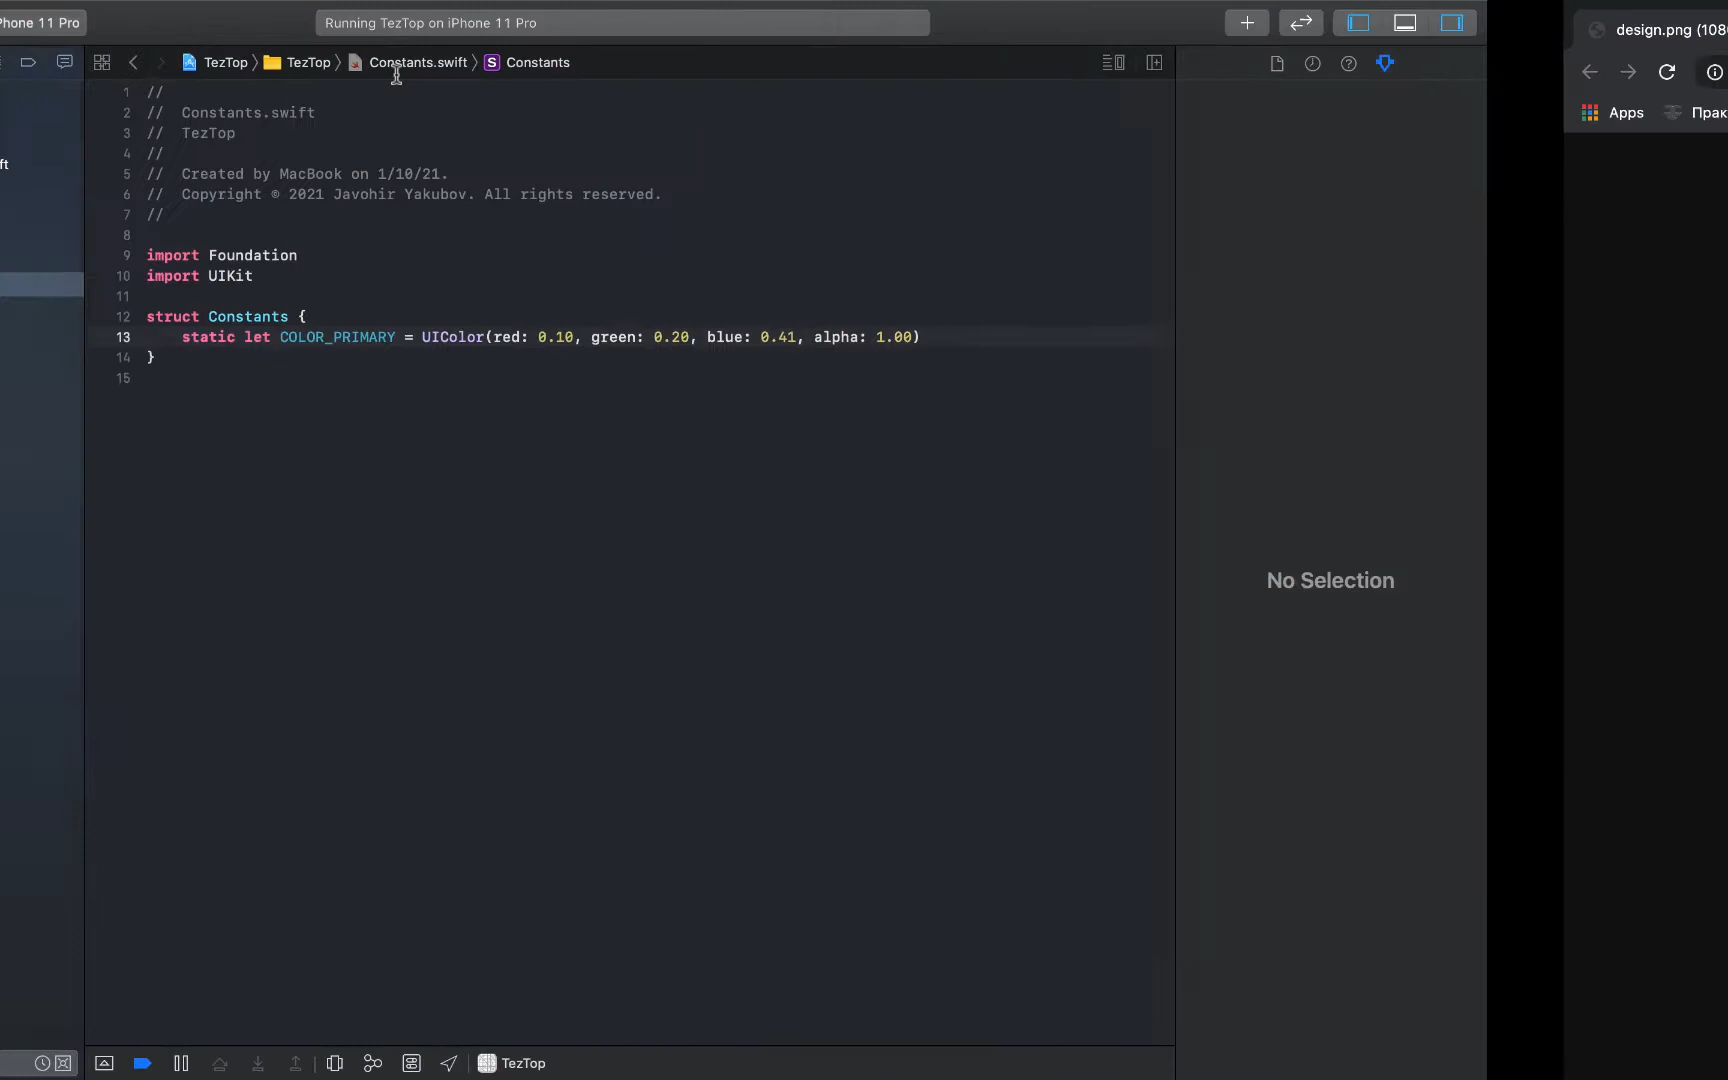 Phone 11 Pro
Running TezTop on iPhone 11 Pro
design.png (108
TezTop
TezTop
Constants.swift
S Constants
Apps
Прак
ft
1 //
2 // Constants.swift
3 // TezTop
4 //
5 // Created by MacBook on 1/10/21.
6 // Copyright © 2021 Javohir Yakubov. All rights reserved.
7 //
8
9 import Foundation
10 import UIKit
11
12 struct Constants {
13 static let COLOR_PRIMARY = UIColor(red: 0.10, green: 0.20, blue: 0.41, alpha: 1.00)
14 }
15
No Selection
TezTop